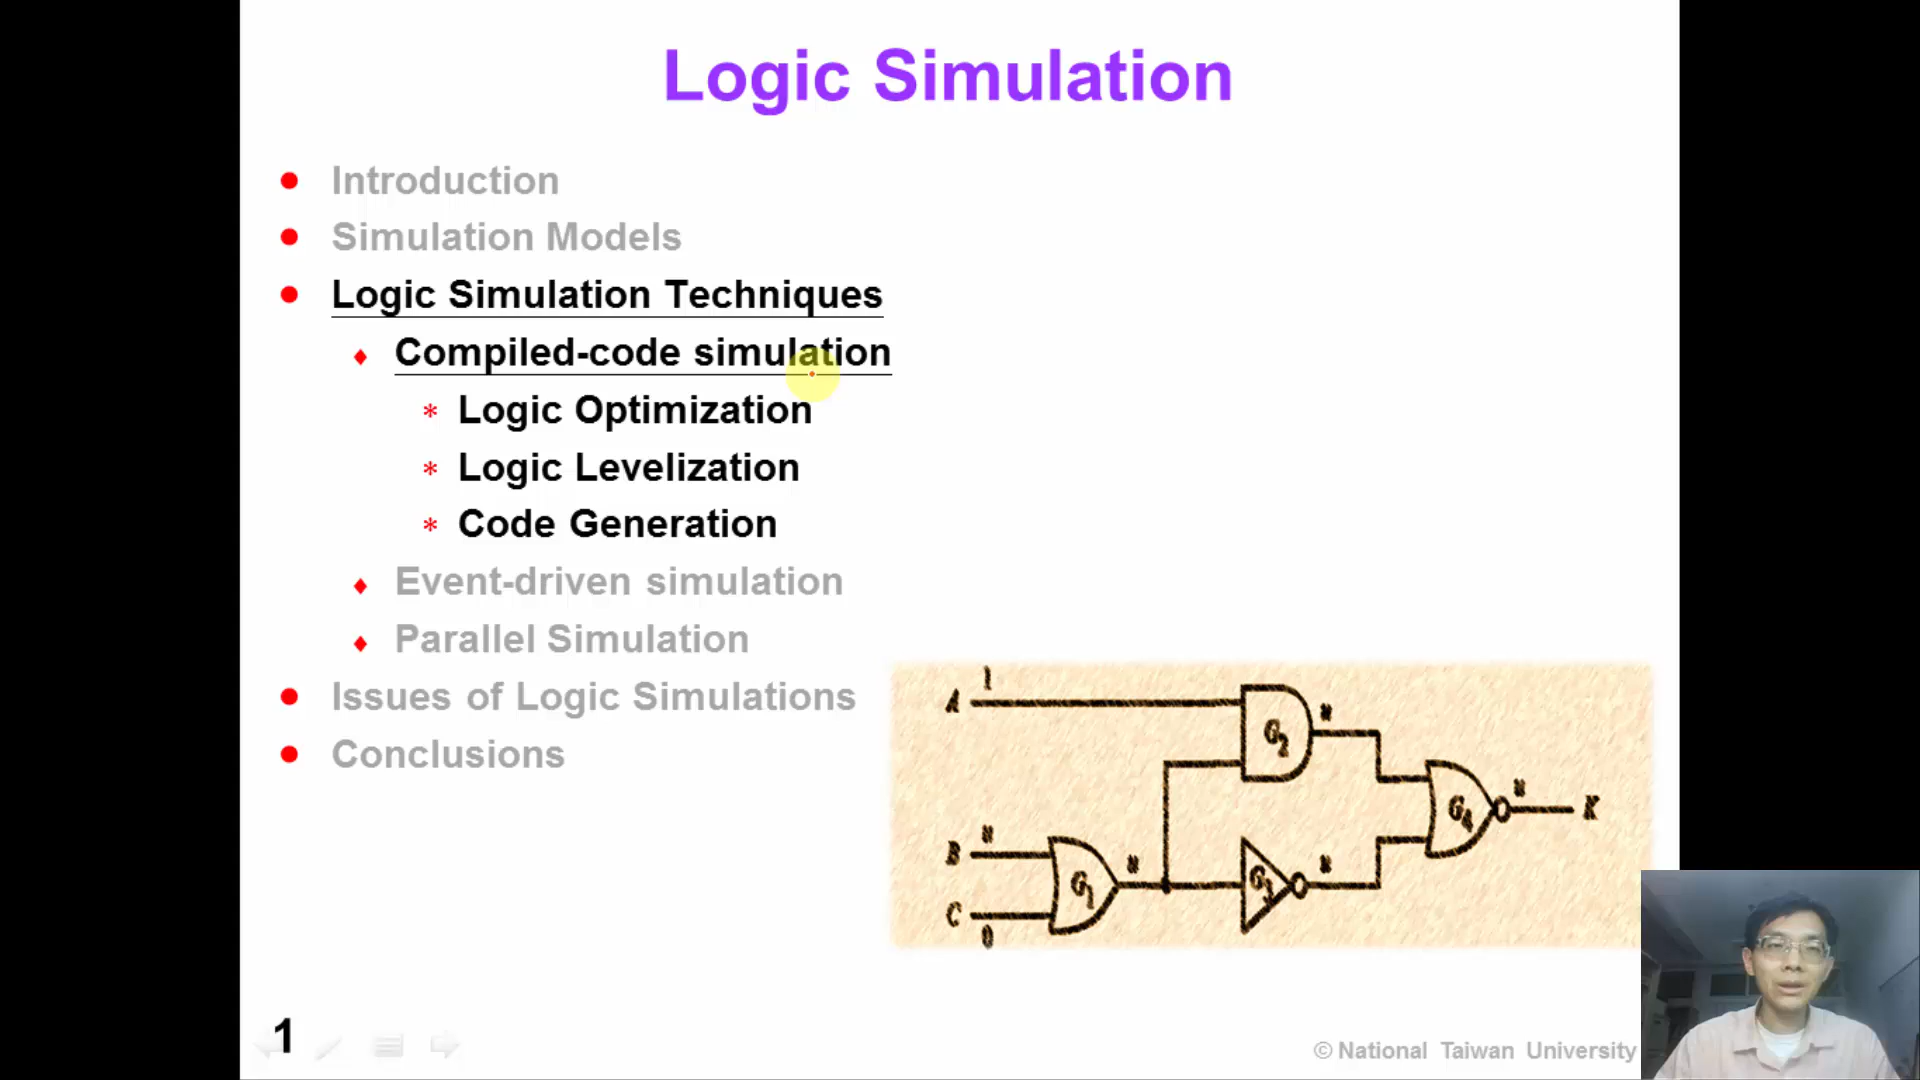 Logic Simulation
Introduction
Simulation Models
Logic Simulation Techniques
Compiled-code simulation
Logic Optimization
Logic Levelization
Code Generation
Event-driven simulation
Parallel Simulation
Issues of Logic Simulations
Conclusions
A 1
G2 u
G4 u K
B u
G1 u
G3 u
C 0
1
© National Taiwan University